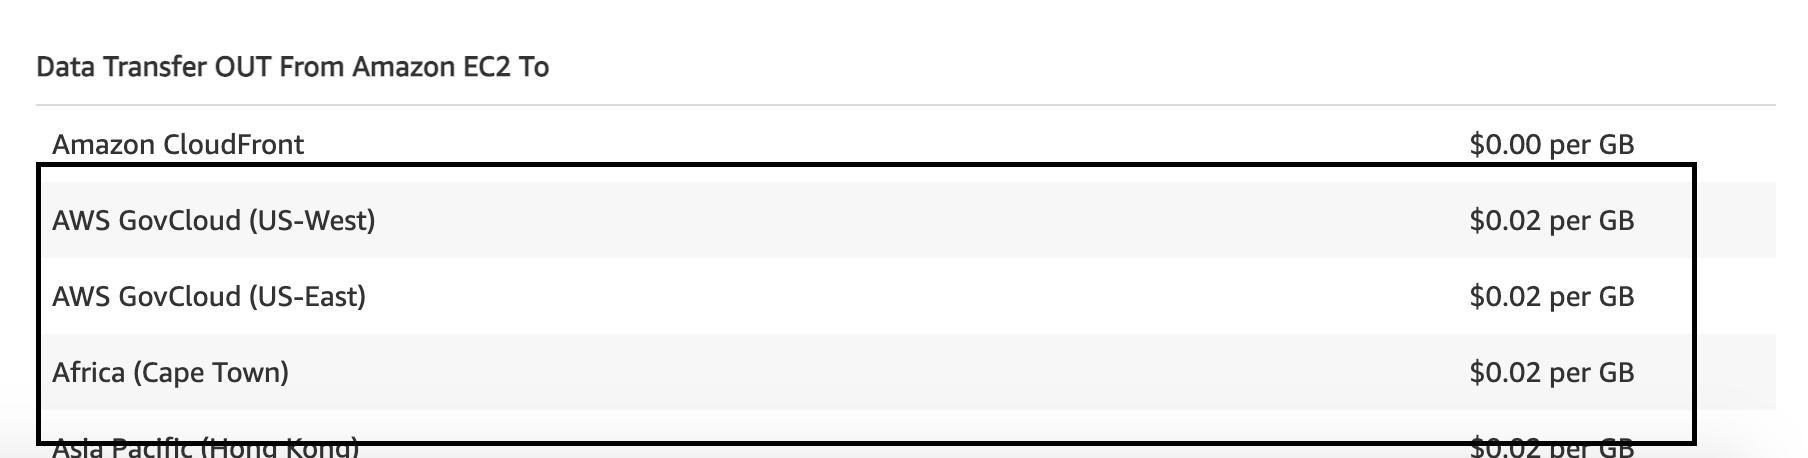 Data Transfer OUT From Amazon EC2 To
Amazon CloudFront $0.00 per GB
AWS GovCloud (US-West) $0.02 per GB
AWS GovCloud (US-East) $0.02 per GB
Africa (Cape Town) $0.02 per GB
Asia Pacific (Hong Kong) $0.02 per GB